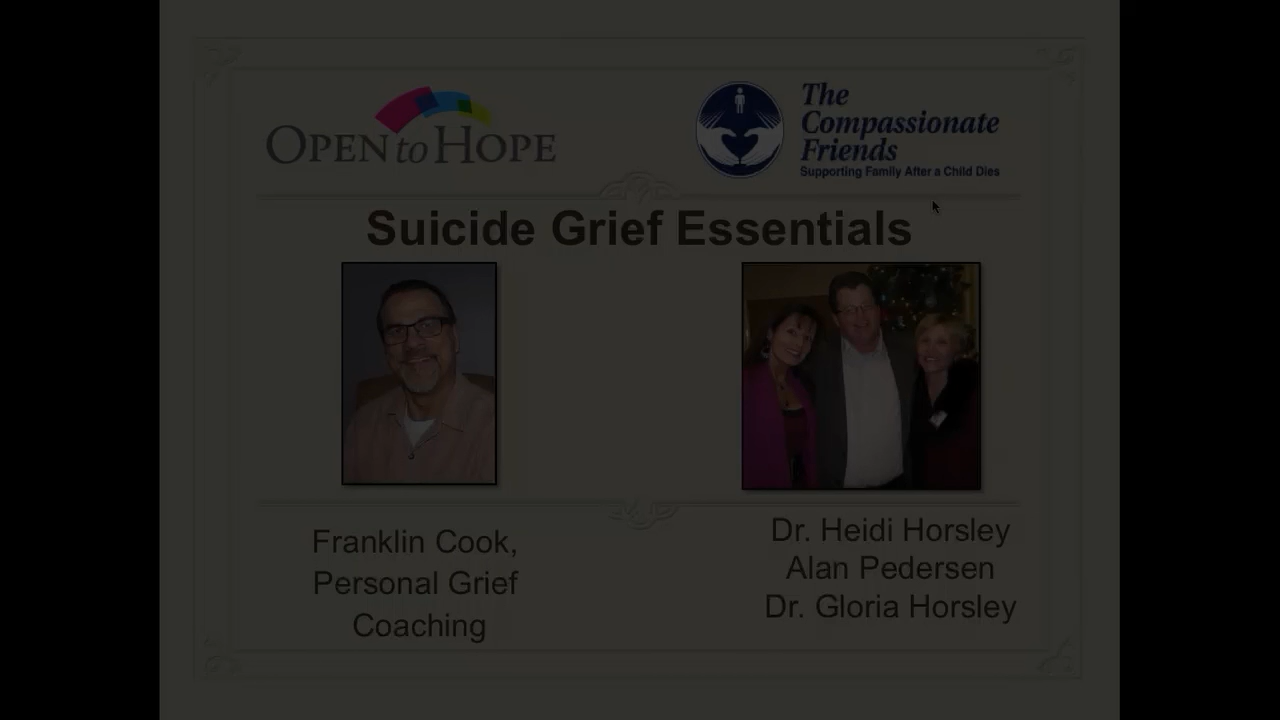 OPEN to HOPE
The
Compassionate
Friends
Supporting Family After a Child Dies
Suicide Grief Essentials
Franklin Cook,
Personal Grief
Coaching
Dr. Heidi Horsley
Alan Pedersen
Dr. Gloria Horsley